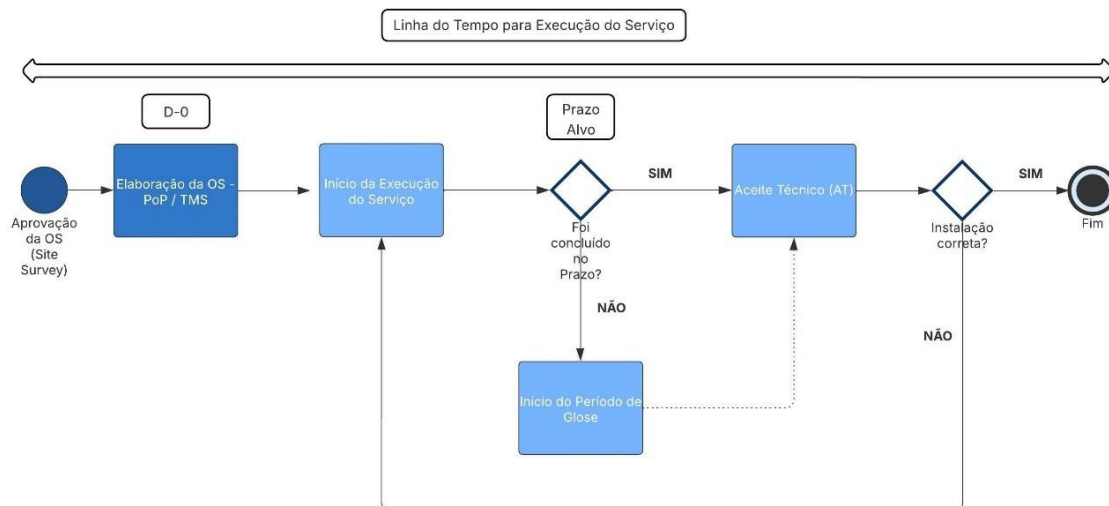 Linha do Tempo para Execução do Serviço
D-0
Prazo
Alvo
Elaboração da OS -
PoP / TMS
Início da Execução
do Serviço
SIM
Aceite Técnico (AT)
SIM
Aprovação
da OS
(Site
Survey)
Foi
concluído
no
Prazo?
Instalação
correta?
Fim
NÃO
NÃO
Início do Período de
Glose